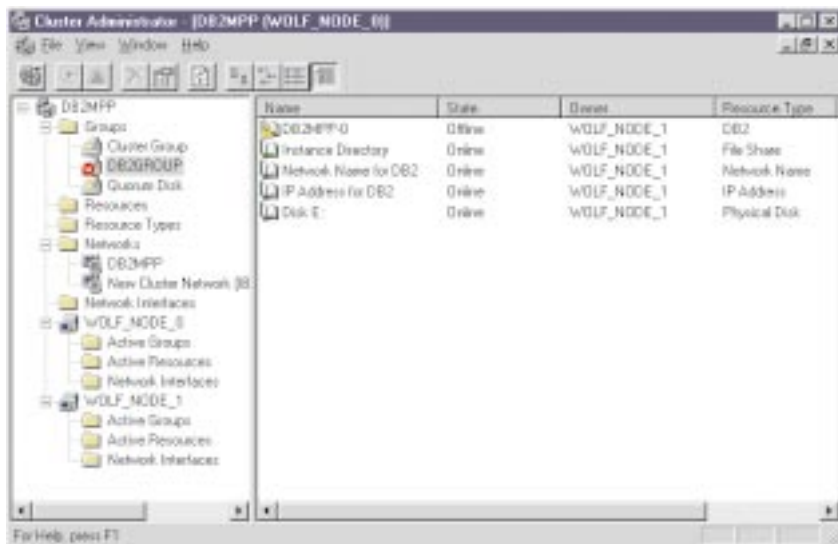 Cluster Administrator - [DB2MPP (WOLF_NODE_0)]
File View Window Help
DB2MPP
Groups
Cluster Group
DB2GROUP
Quorum Disk
Resources
Resource Types
Networks
DB2MPP
New Cluster Network (IB
Network Interfaces
WOLF_NODE_0
Active Groups
Active Resources
Network Interfaces
WOLF_NODE_1
Active Groups
Active Resources
Network Interfaces
Name State Owner Resource Type
DB2MPP-0 Offline WOLF_NODE_1 DB2
Instance Directory Online WOLF_NODE_1 File Share
Network Name for DB2 Online WOLF_NODE_1 Network Name
IP Address for DB2 Online WOLF_NODE_1 IP Address
Disk E: Online WOLF_NODE_1 Physical Disk
For Help, press F1